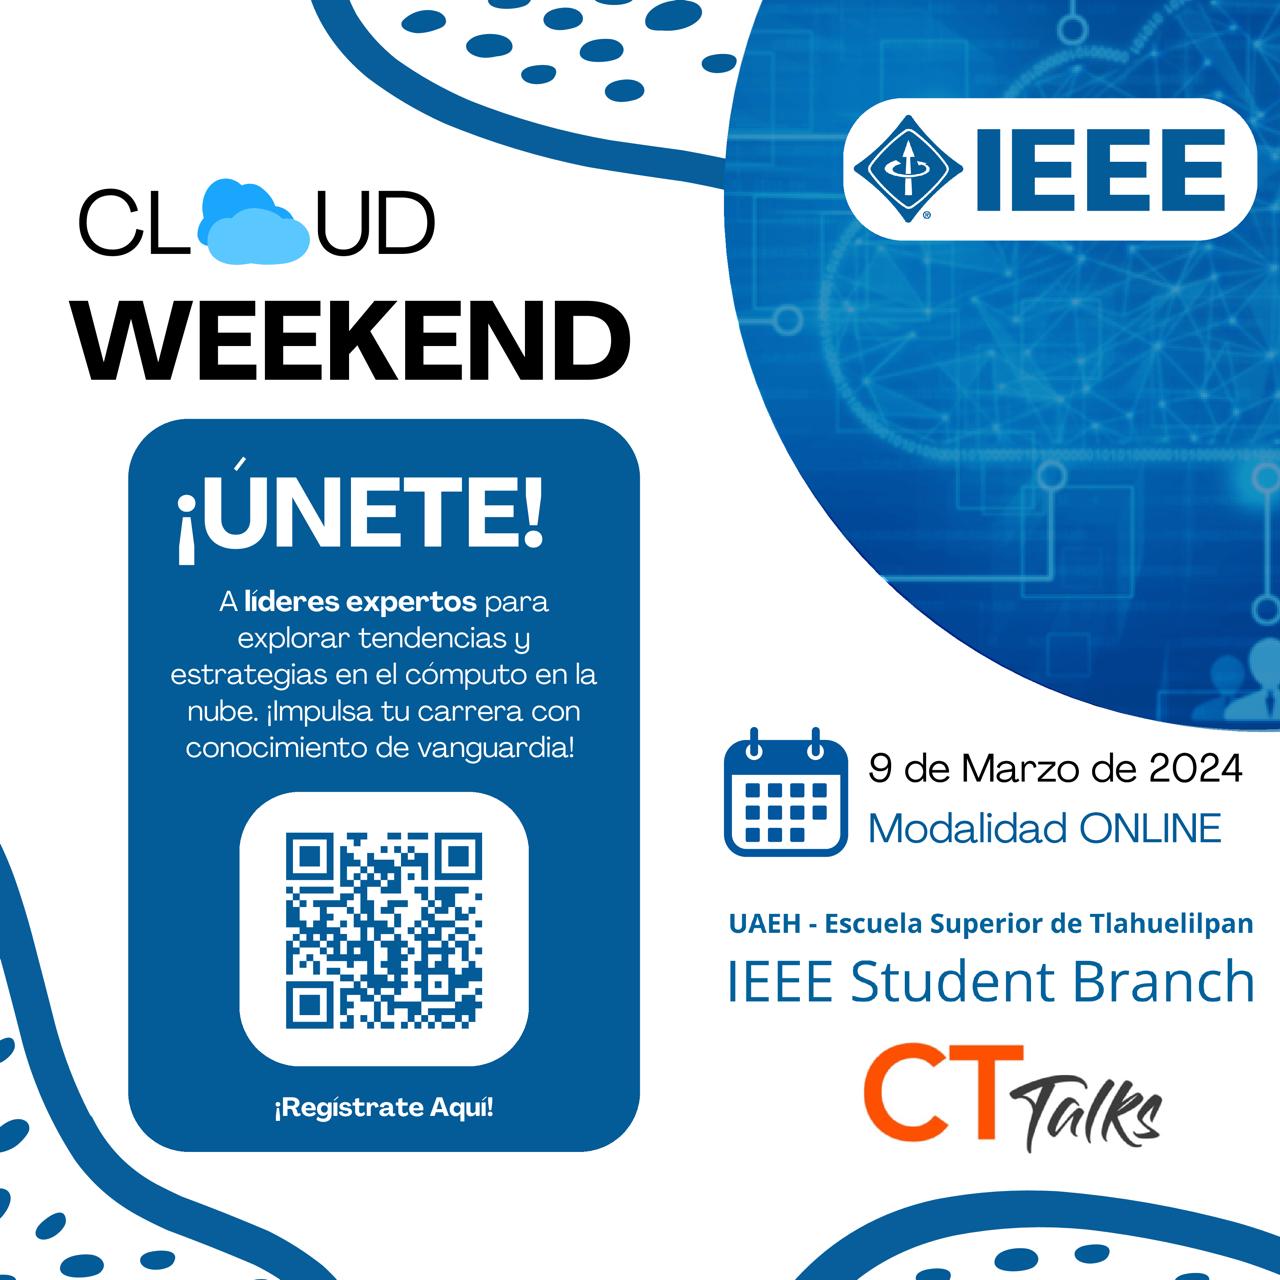 CLOUD
WEEKEND
IEEE
¡ÚNETE!
A líderes expertos para
explorar tendencias y
estrategias en el cómputo en la
nube. ¡Impulsa tu carrera con
conocimiento de vanguardia!
¡Regístrate Aquí!
9 de Marzo de 2024
Modalidad ONLINE
UAEH - Escuela Superior de Tlahuelilpan
IEEE Student Branch
CT Talks